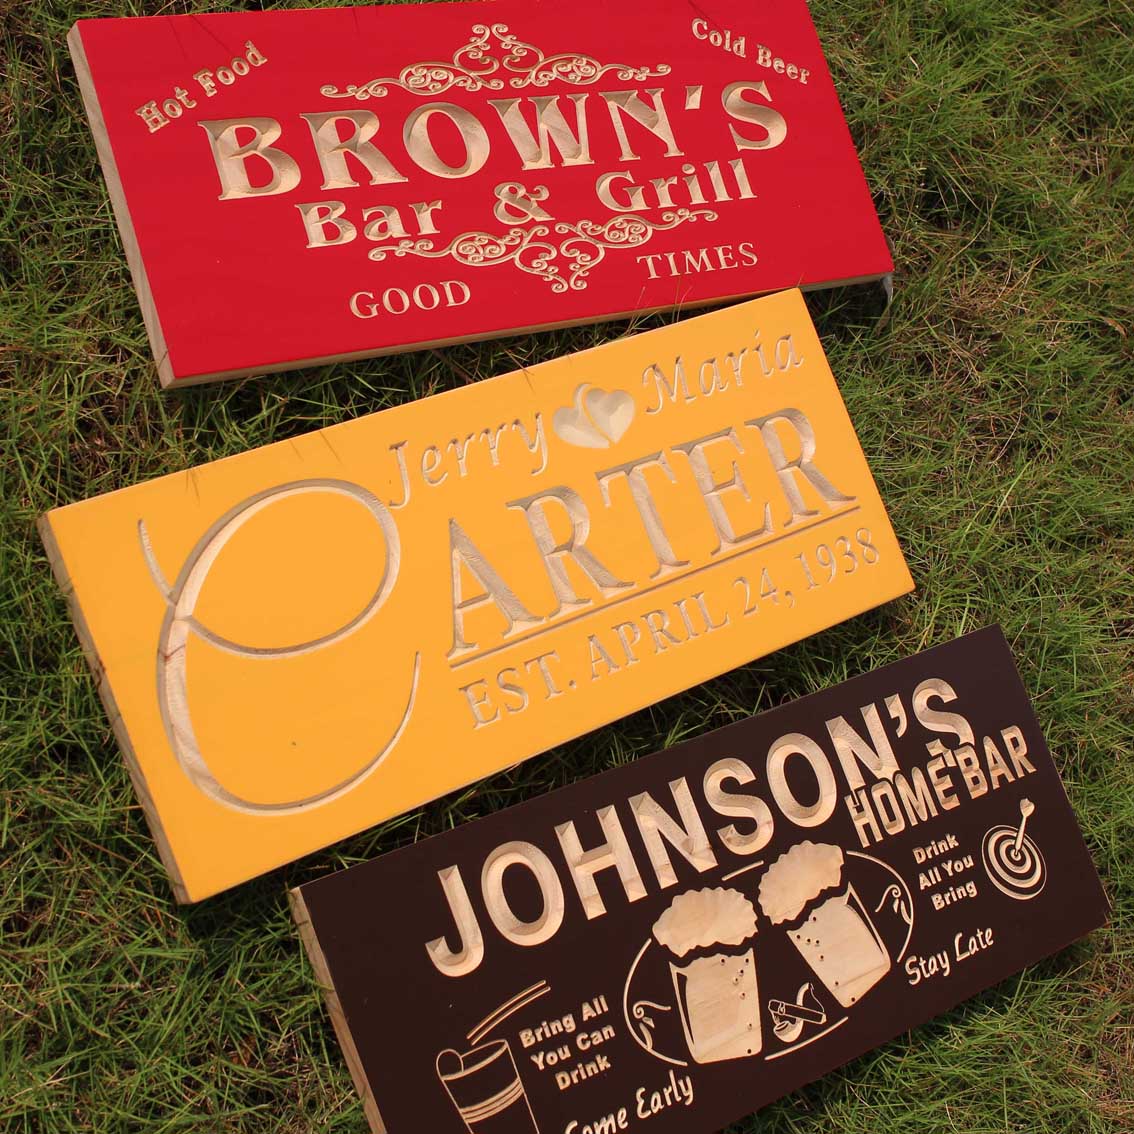 Hot Food
Cold Beer
BROWN'S
Bar & Grill
GOOD TIMES
Jerry Maria
CARTER
EST. APRIL 24, 1938
JOHNSON'S
HOME BAR
Drink
All You
Bring
Stay Late
Bring All
You Can
Drink
Come Early